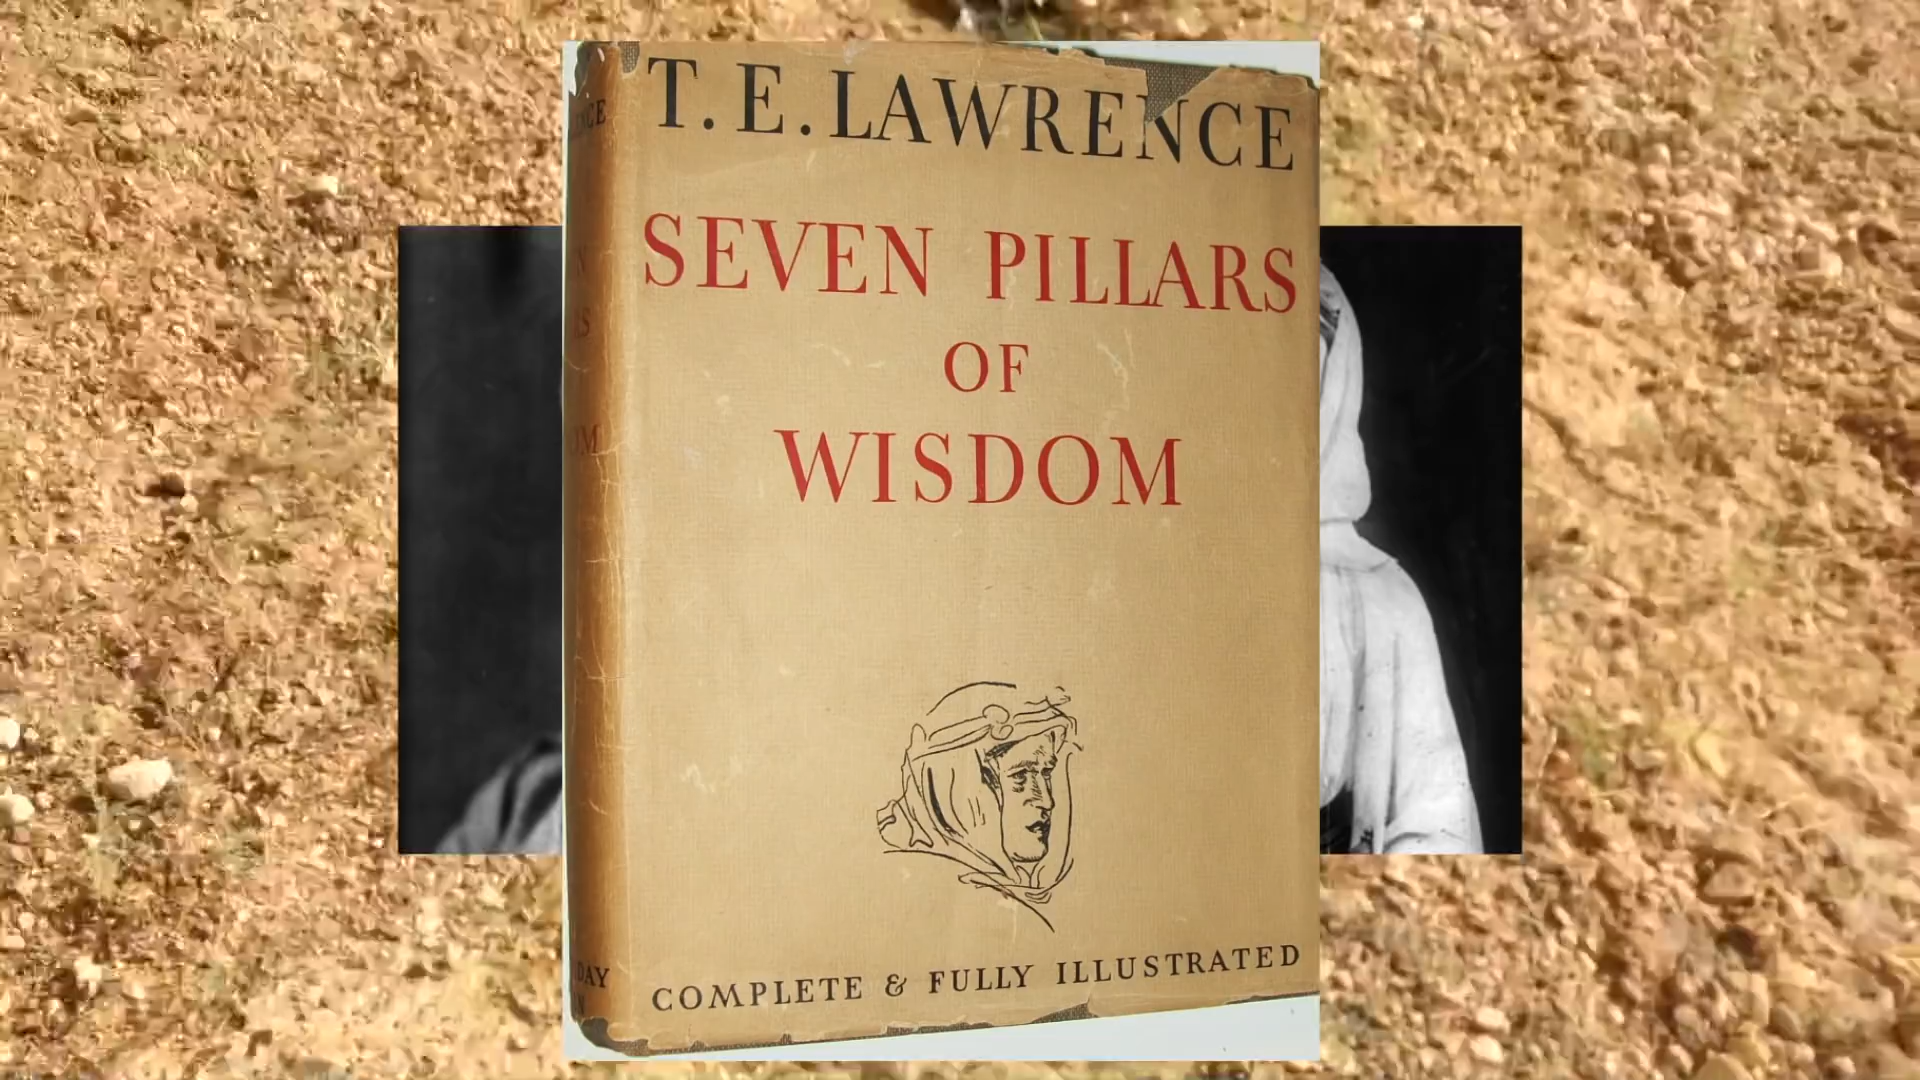 T. E. LAWRENCE
SEVEN PILLARS
OF
WISDOM
COMPLETE & FULLY ILLUSTRATED